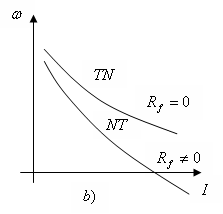 ω
TN
R_f = 0
NT
R_f ≠ 0
I
b)